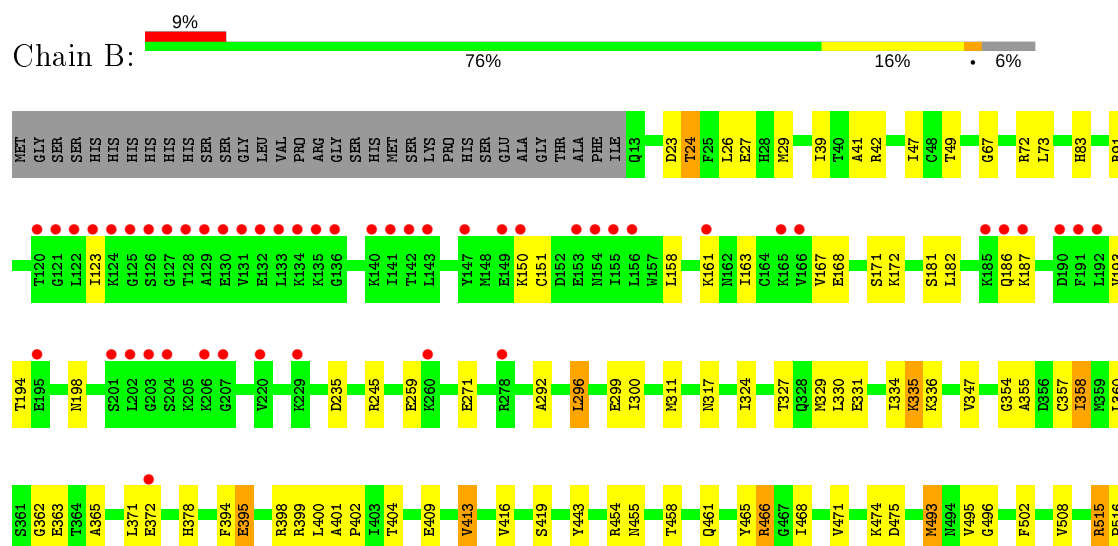 9%
Chain B:
76% 16% • 6%
MET GLY SER SER HIS HIS HIS HIS HIS HIS SER SER GLY LEU VAL PRO ARG GLY SER HIS MET SER LYS PRO HIS SER GLU ALA GLY THR ALA PHE ILE Q13 D23 T24 F25 L26 E27 H28 M29 I39 T40 A41 R42 I47 C48 T49 G67 R72 L73 H83
T120 G121 L122 I123 K124 G125 S126 G127 T128 A129 E130 V131 E132 L133 K134 K135 G136 K140 I141 T142 L143 Y147 M148 E149 K150 C151 D152 E153 N154 I155 L156 W157 L158 K161 N162 I163 C164 K165 V166 V167 E168 S171 K172 S181 L182 K185 Q186 K187 D190 F191 L192 V193
T194 E195 N198 S201 L202 G203 S204 K205 K206 G207 V220 K229 D235 R245 E259 K260 E271 R278 A292 L296 E299 I300 M311 N317 I324 T327 Q328 M329 L330 E331 I334 K335 K336 V347 G354 A355 D356 C357 I358 M359 L360
S361 G362 E363 T364 A365 L371 E372 H378 F394 E395 R398 R399 L400 A401 P402 I403 T404 E409 V413 V416 S419 Y443 R454 N455 T458 Q461 Y465 R466 G467 I468 V471 K474 D475 M493 N494 V495 G496 F502 V508 R515